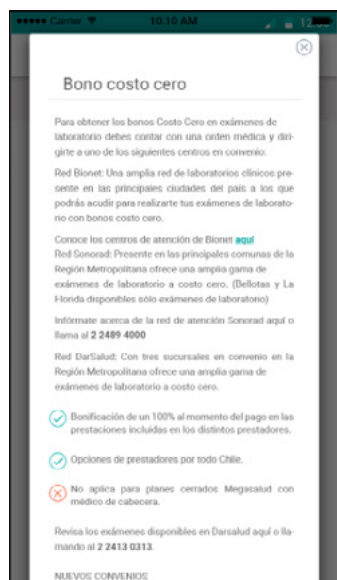 Carrier 10:10 AM
Bono costo cero
Para obtener los bonos Costo Cero en exámenes de
laboratorio debes contar con una orden médica y diri-
girte a uno de los siguientes centros en convenio:
Red Bionet: Una amplia red de laboratorios clínicos pre-
sente en las principales ciudades del país a los que
podrás acudir para realizarte tus exámenes de laborato-
rio con bonos costo cero.
Conoce los centros de atención de Bionet aquí
Red Sonorad: Presente en las principales comunas de la
Región Metropolitana ofrece una amplia gama de
exámenes de laboratorio a costo cero. (Bellotas y La
Florida disponibles sólo exámenes de laboratorio)
Infórmate acerca de la red de atención Sonorad aquí o
llama al 2 2489 4000
Red DarSalud: Con tres sucursales en convenio en la
Región Metropolitana ofrece una amplia gama de
exámenes de laboratorio a costo cero.
Bonificación de un 100% al momento del pago en las
prestaciones incluidas en los distintos prestadores.
Opciones de prestadores por todo Chile.
No aplica para planes cerrados Megasalud con
médico de cabecera.
Revisa los exámenes disponibles en Darsalud aquí o lla-
mando al 2 2413 0313.
NUEVOS CONVENIOS